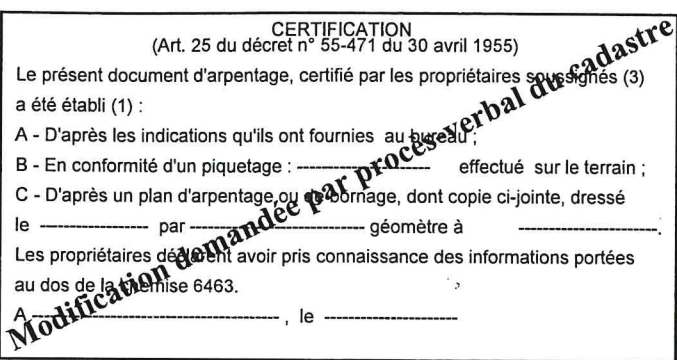 CERTIFICATION
(Art. 25 du décret n° 55-471 du 30 avril 1955)
Le présent document d'arpentage, certifié par les propriétaires soussignés (3)
a été établi (1) :
A - D'après les indications qu'ils ont fournies au bureau ;
B - En conformité d'un piquetage : ------------------- effectué sur le terrain ;
C - D'après un plan d'arpentage ou de bornage, dont copie ci-jointe, dressé
le ---------------- par ------------------------- géomètre à --------------------.
Les propriétaires déclarent avoir pris connaissance des informations portées
au dos de la chemise 6463.
A ------------------------------------ , le -------------------
Modification demandée par procès-verbal du cadastre